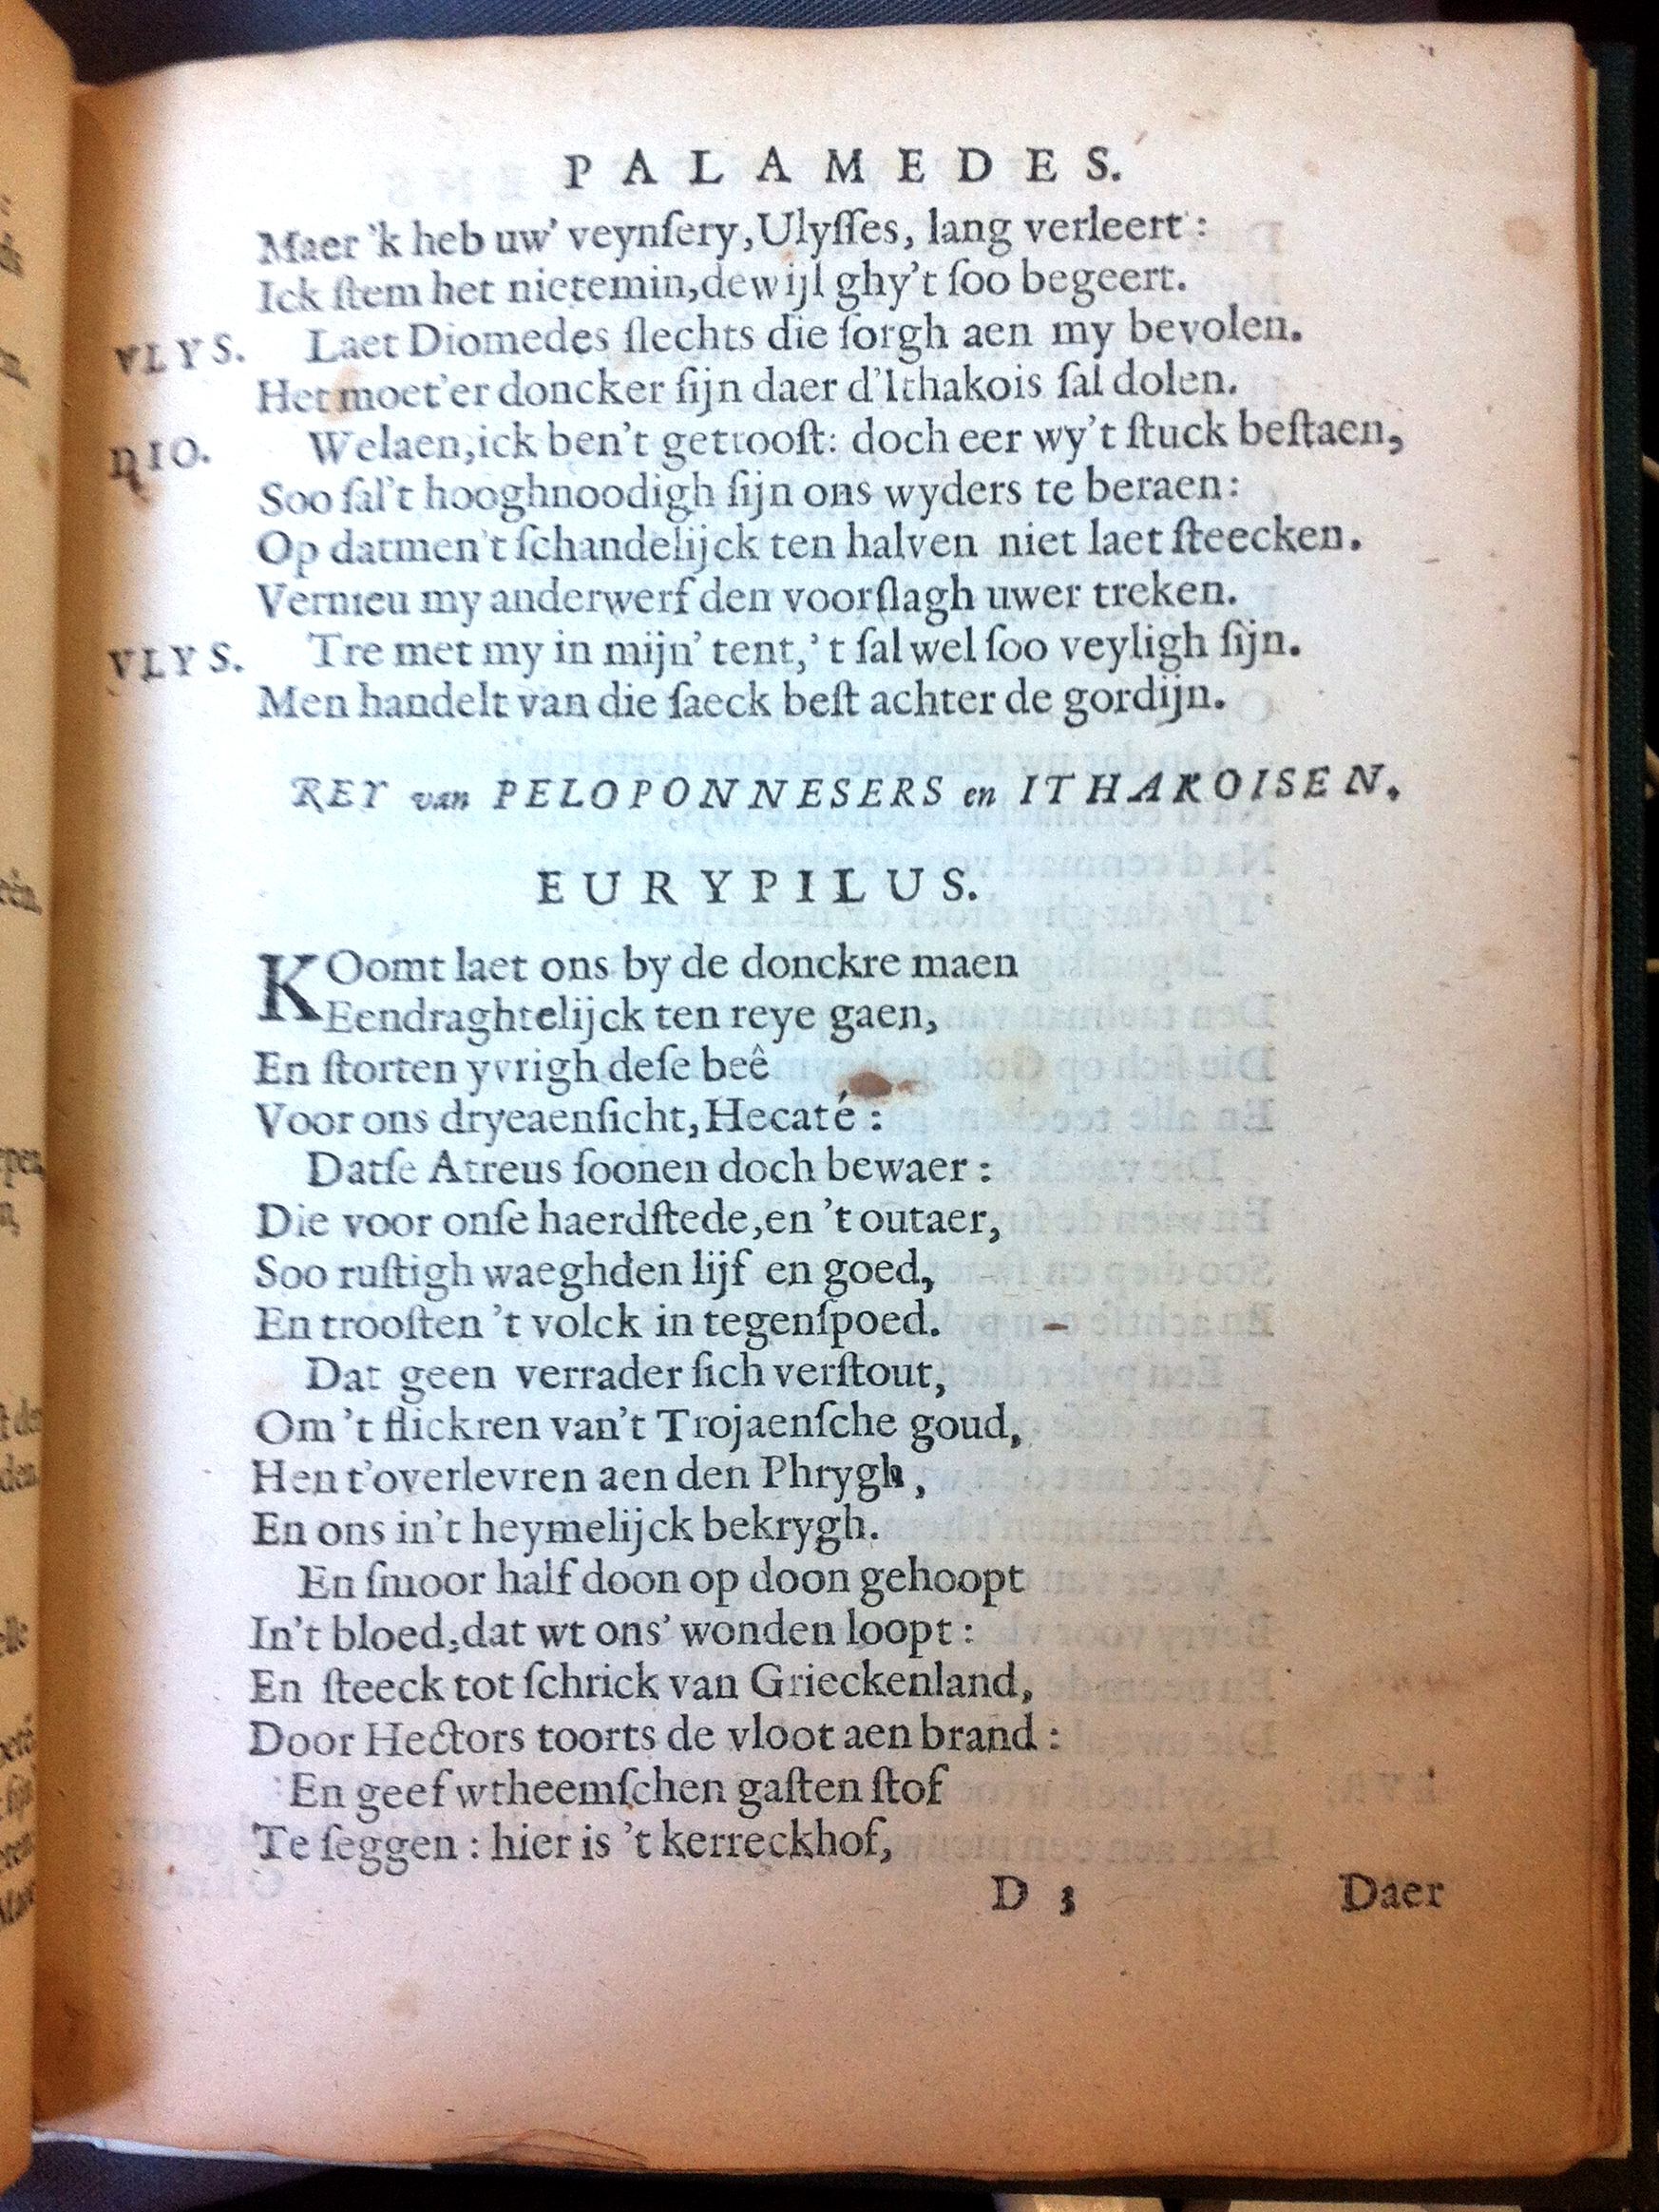 PALAMEDES.
Maer 'k heb uw' veynſery, Ulyſſes, lang verleert :
Ick ſtem het nietemin, dewijl ghy't ſoo begeert.
VLYS. Laet Diomedes ſlechts die ſorgh aen my bevolen.
Het moet'er doncker ſijn daer d'Ithakois ſal dolen.
DIO. Welaen, ick ben't getrooſt: doch eer wy't ſtuck beſtaen,
Soo ſal't hooghnoodigh ſijn ons wyders te beraen:
Op datmen't ſchandelijck ten halven niet laet ſteecken.
Vernieu my anderwerf den voorſlagh uwer treken.
VLYS. Tre met my in mijn' tent, 't ſal wel ſoo veyligh ſijn.
Men handelt van die ſaeck beſt achter de gordijn.
REY van PELOPONNESERS en ITHAKOISEN.
EURYPILUS.
KOomt laet ons by de donckre maen
Eendraghtelijck ten reye gaen,
En ſtorten yvrigh deſe beê
Voor ons dryeaenſicht, Hecaté :
Datſe Atreus ſoonen doch bewaer :
Die voor onſe haerdſtede, en 't outaer,
Soo ruſtigh waeghden lijf en goed,
En trooſten 't volck in tegenſpoed.
Dat geen verrader ſich verſtout,
Om 't flickren van't Trojaenſche goud,
Hen t'overlevren aen den Phrygh,
En ons in't heymelijck bekrygh.
En ſmoor half doon op doon gehoopt
In't bloed, dat wt ons' wonden loopt :
En ſteeck tot ſchrick van Grieckenland,
Door Hectors toorts de vloot aen brand :
En geef wtheemſchen gaſten ſtof
Te ſeggen : hier is 't kerreckhof,
D 3 Daer